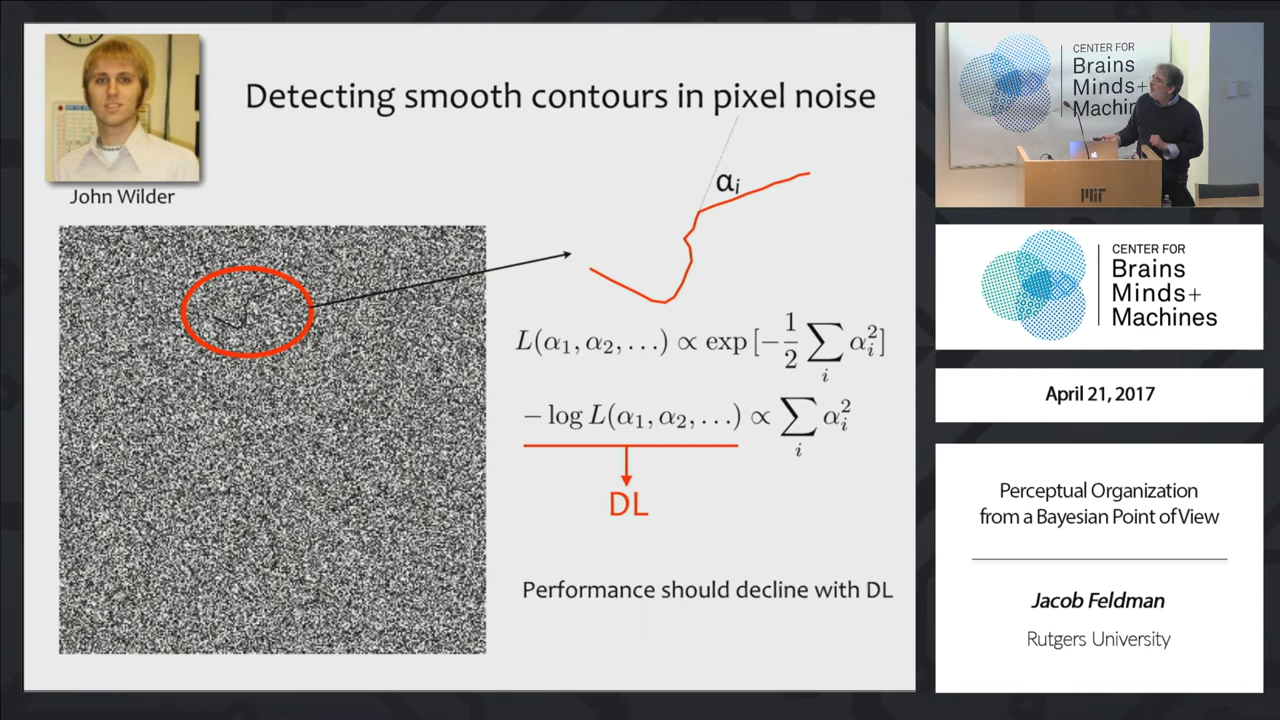 Detecting smooth contours in pixel noise
John Wilder
αᵢ
L(α₁, α₂, . . .) ∝ exp [−½ ∑ᵢ αᵢ²]
− log L(α₁, α₂, . . .) ∝ ∑ᵢ αᵢ²
DL
Performance should decline with DL
CENTER FOR
Brains
Minds+
Machin
MIT
CENTER FOR
Brains
Minds+
Machines
April 21, 2017
Perceptual Organization
from a Bayesian Point of View
Jacob Feldman
Rutgers University